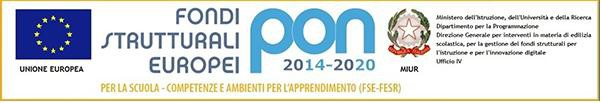 UNIONE EUROPEA
FONDI
STRUTTURALI
EUROPEI
pon
2014-2020
MIUR
Ministero dell'Istruzione, dell'Università e della Ricerca
Dipartimento per la Programmazione
Direzione Generale per interventi in materia di edilizia
scolastica, per la gestione dei fondi strutturali per
l'istruzione e per l'innovazione digitale
Ufficio IV
PER LA SCUOLA - COMPETENZE E AMBIENTI PER L'APPRENDIMENTO (FSE-FESR)